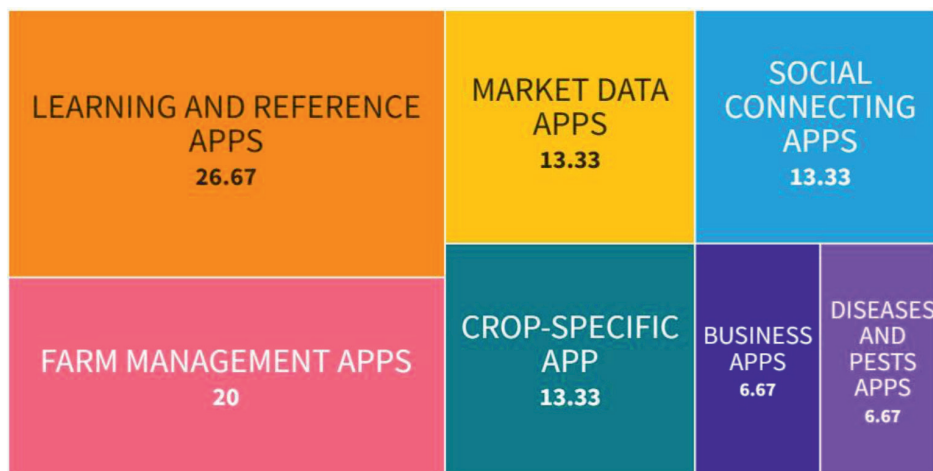 LEARNING AND REFERENCE
APPS
26.67
MARKET DATA
APPS
13.33
SOCIAL
CONNECTING
APPS
13.33
FARM MANAGEMENT APPS
20
CROP-SPECIFIC
APP
13.33
BUSINESS
APPS
6.67
DISEASES
AND
PESTS
APPS
6.67